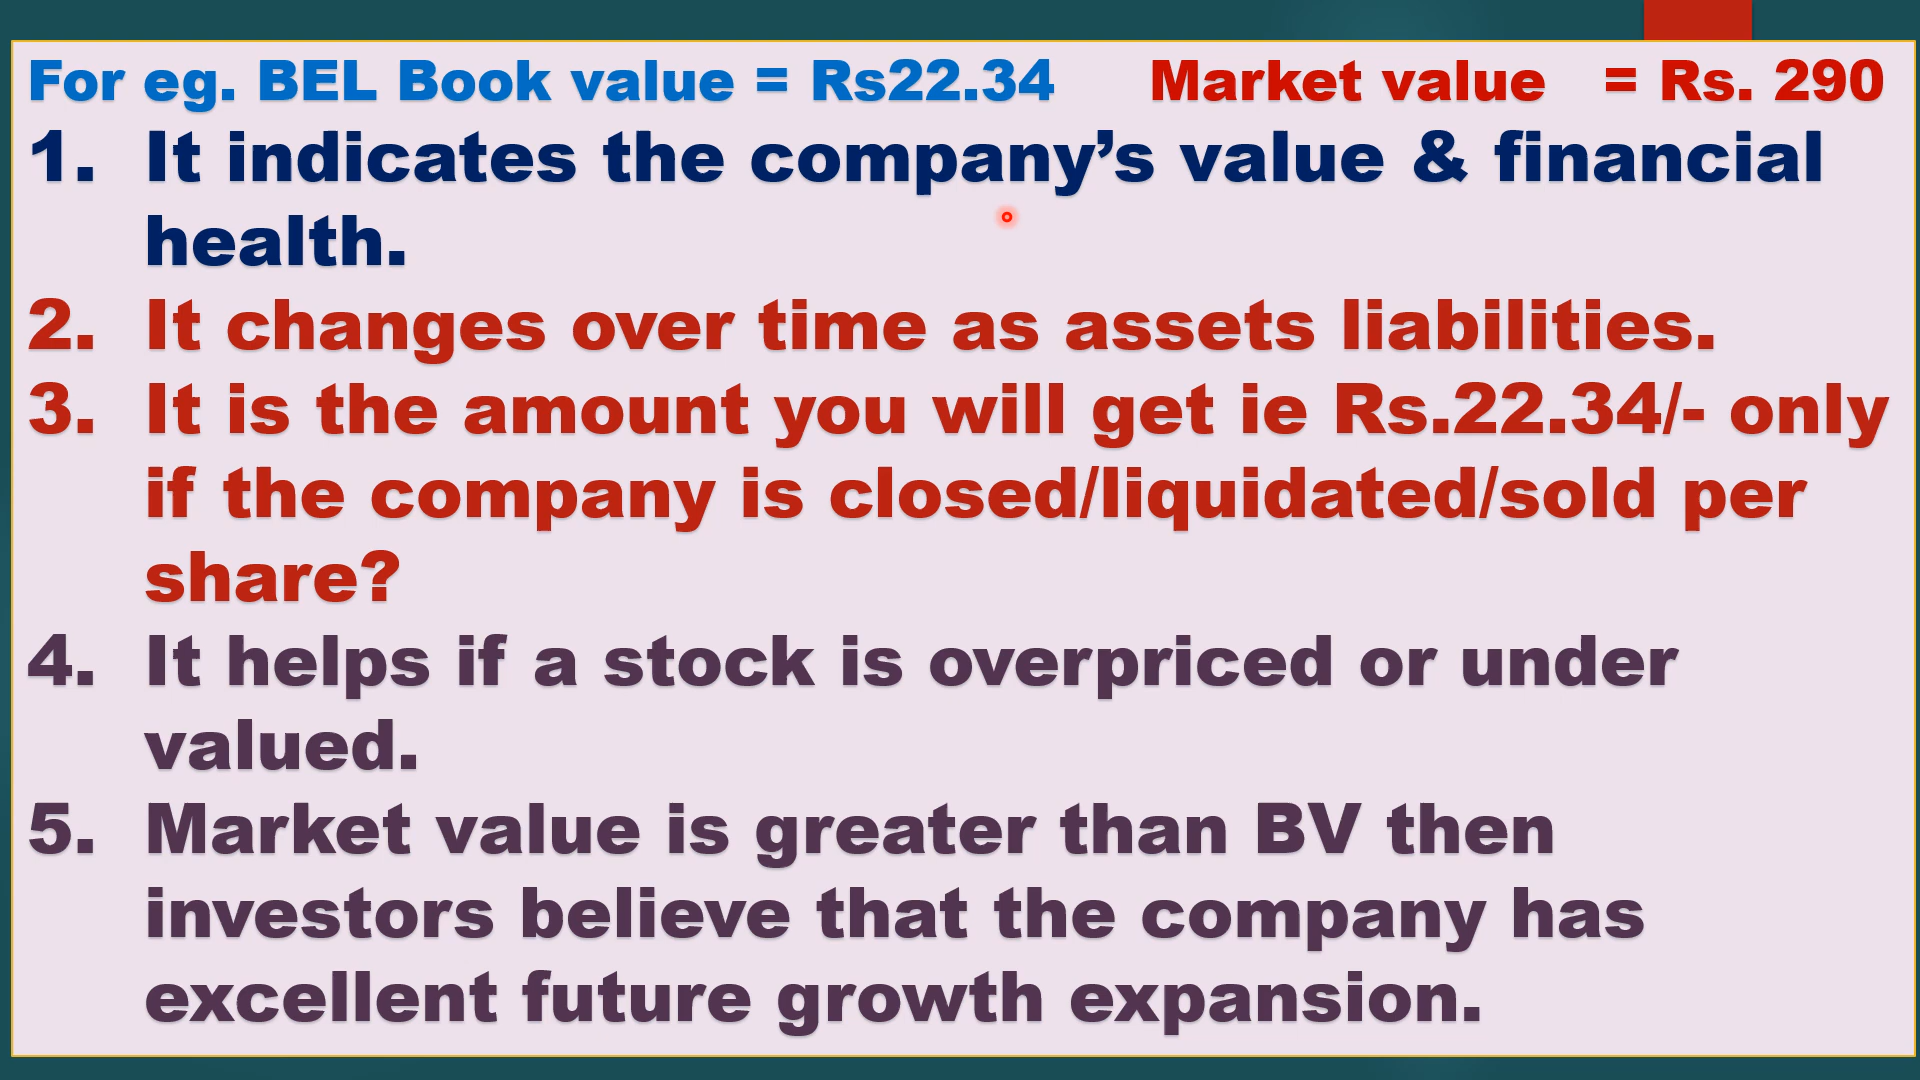 For eg. BEL Book value = Rs22.34 Market value = Rs. 290
1. It indicates the company’s value & financial
health.
2. It changes over time as assets liabilities.
3. It is the amount you will get ie Rs.22.34/- only
if the company is closed/liquidated/sold per
share?
4. It helps if a stock is overpriced or under
valued.
5. Market value is greater than BV then
investors believe that the company has
excellent future growth expansion.